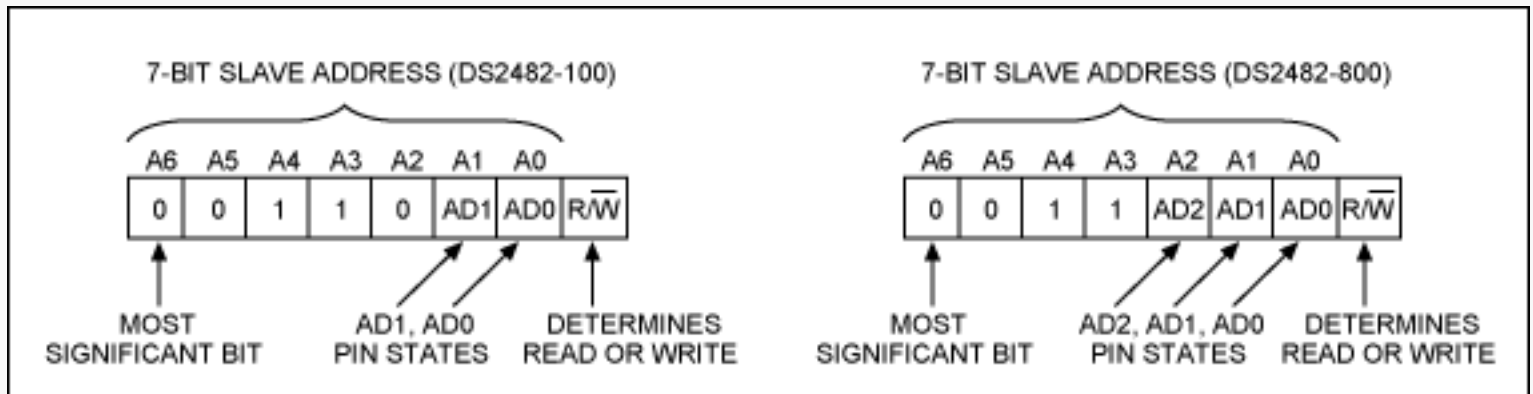 7-BIT SLAVE ADDRESS (DS2482-100)
A6 A5 A4 A3 A2 A1 A0
0 0 1 1 0 AD1 AD0 R/W̅
MOST
SIGNIFICANT BIT
AD1, AD0
PIN STATES
DETERMINES
READ OR WRITE
7-BIT SLAVE ADDRESS (DS2482-800)
A6 A5 A4 A3 A2 A1 A0
0 0 1 1 AD2 AD1 AD0 R/W̅
MOST
SIGNIFICANT BIT
AD2, AD1, AD0
PIN STATES
DETERMINES
READ OR WRITE